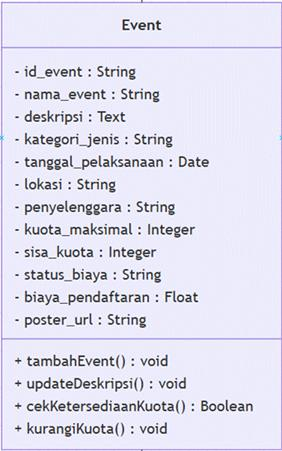 Event
- id_event : String
- nama_event : String
- deskripsi : Text
- kategori_jenis : String
- tanggal_pelaksanaan : Date
- lokasi : String
- penyelenggara : String
- kuota_maksimal : Integer
- sisa_kuota : Integer
- status_biaya : String
- biaya_pendaftaran : Float
- poster_url : String
+ tambahEvent() : void
+ updateDeskripsi() : void
+ cekKetersediaanKuota() : Boolean
+ kurangiKuota() : void